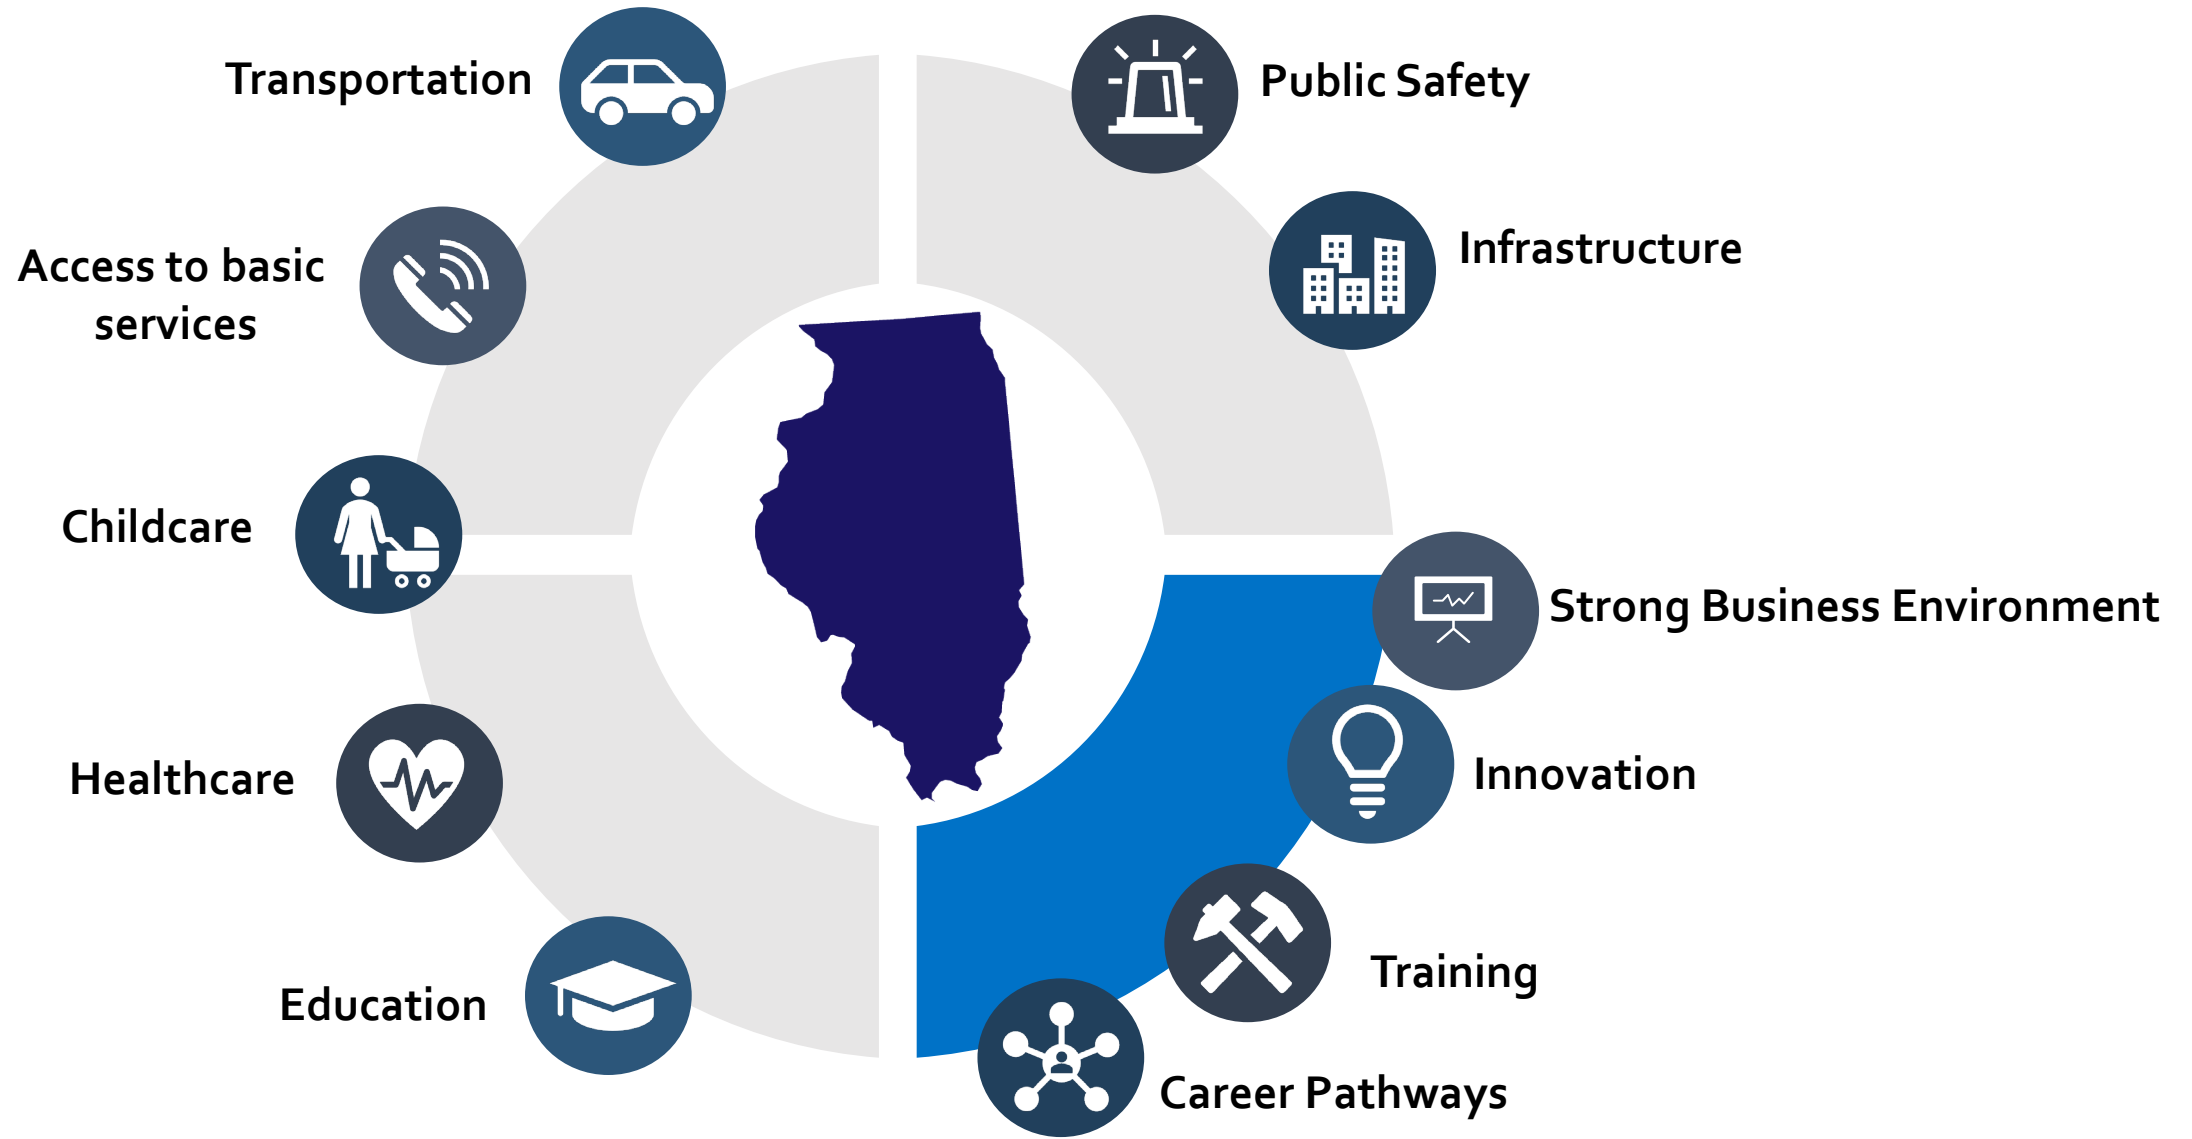 Transportation
Public Safety
Access to basic
services
Infrastructure
Childcare
Strong Business Environment
Healthcare
Innovation
Education
Training
Career Pathways